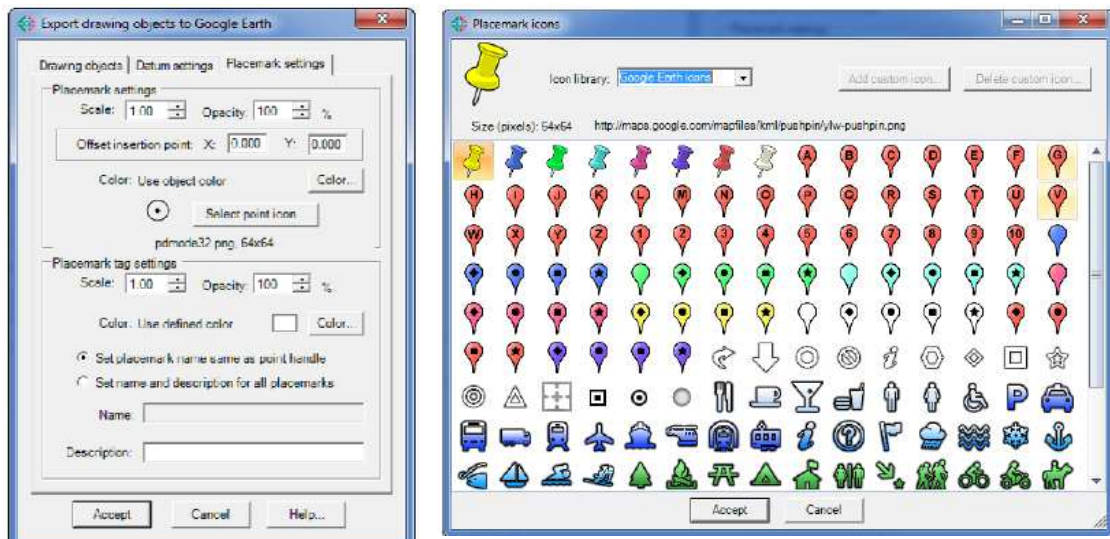 Export drawing objects to Google Earth
Drawing objects
Datum settings
Placemark settings
Placemark settings
Scale: 1.00 Opacity: 100 %
Offset insertion point: X: 0.000 Y: 0.000
Color: Use object color Color...
Select point icon
pdmode32.png, 64x64
Placemark tag settings
Scale: 1.00 Opacity: 100 %
Color: Use defined color Color...
Set placemark name same as point handle
Set name and description for all placemarks
Name:
Description:
Accept Cancel Help...
Placemark icons
Icon library: Google Earth icons Add custom icon... Delete custom icon...
Size (pixels): 64x64 http://maps.google.com/mapfiles/kml/pushpin/ylw-pushpin.png
A B C D E F G
H I J K L M N O P Q R S T U V
W X Y Z 1 2 3 4 5 6 7 8 9 10
i
P
i ?
Accept Cancel